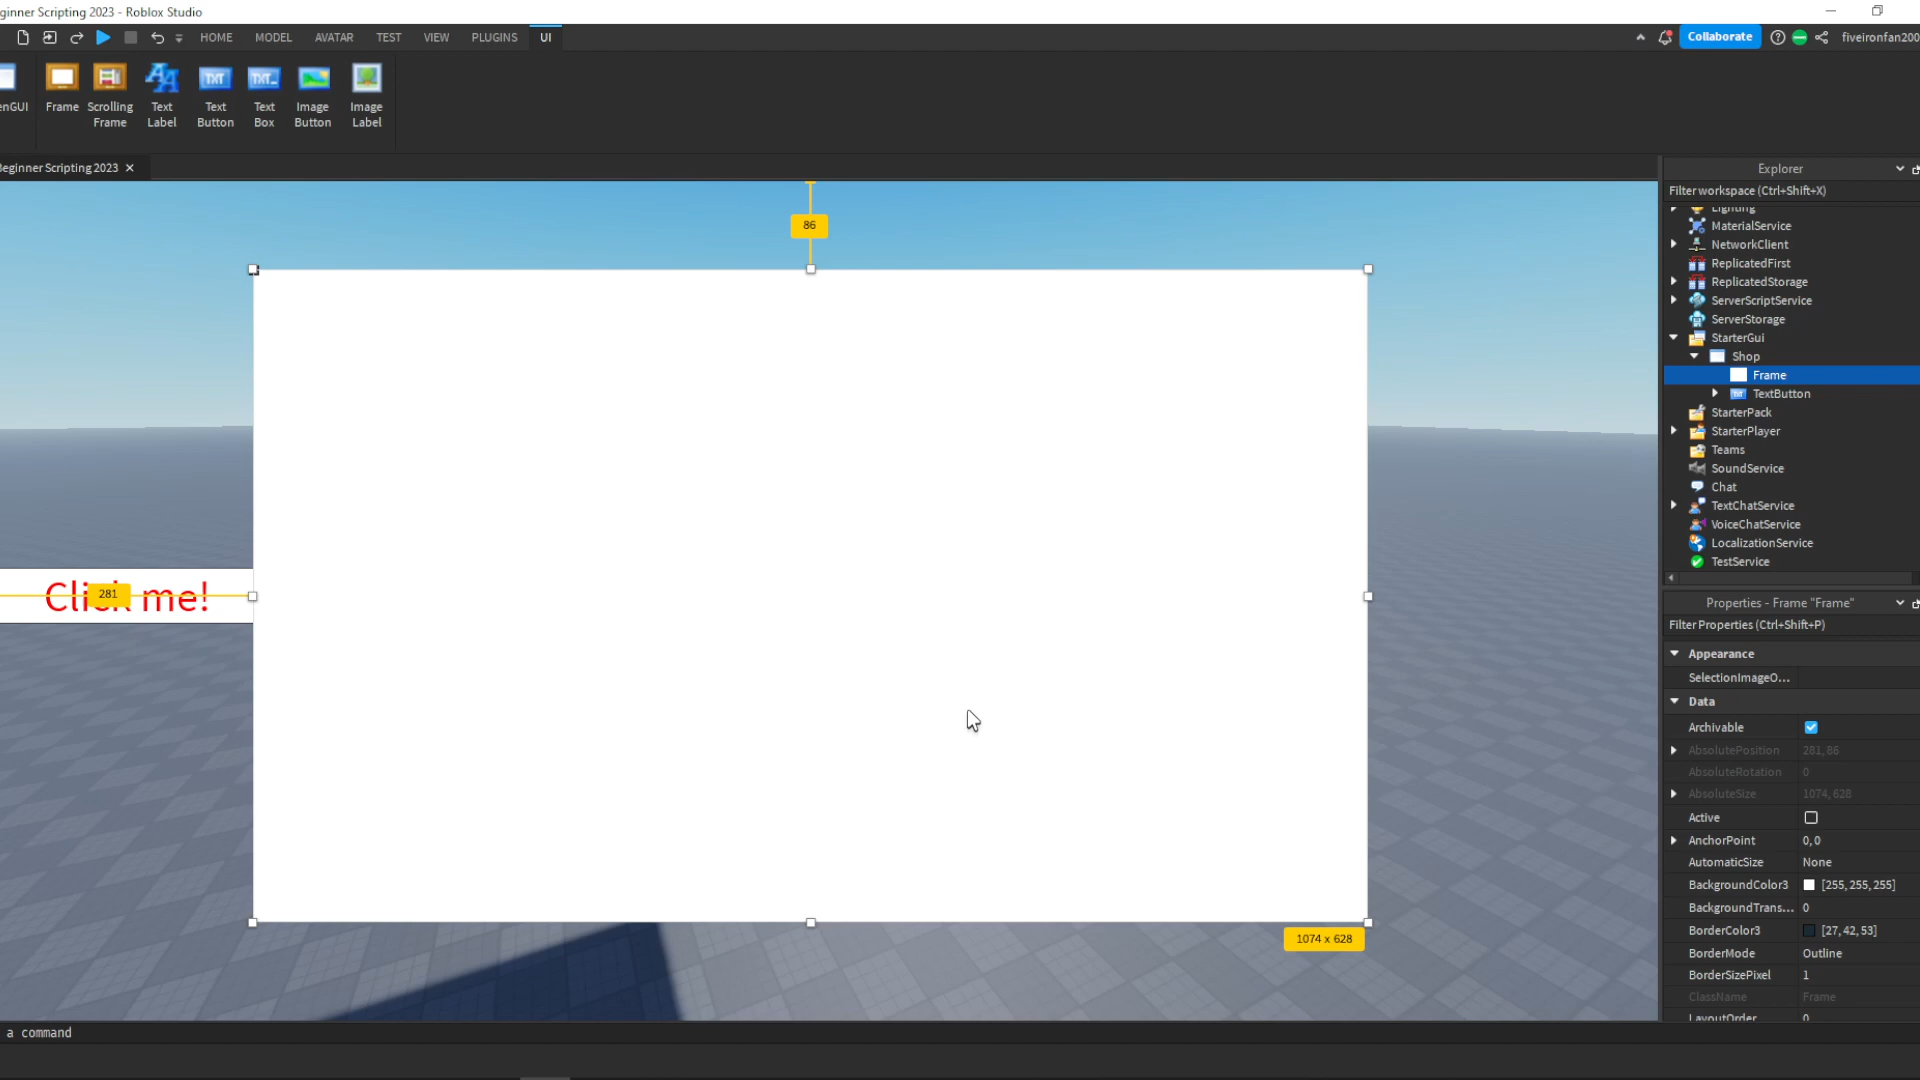 ginner Scripting 2023 - Roblox Studio
HOME MODEL AVATAR TEST VIEW PLUGINS UI
Collaborate
fiveironfan200
enGUI
Frame
Scrolling
Frame
Text
Label
Text
Button
Text
Box
Image
Button
Image
Label
TXT
TXT
Beginner Scripting 2023
86
Click me!
281
1074 x 628
Explorer
Filter workspace (Ctrl+Shift+X)
Lighting
MaterialService
NetworkClient
ReplicatedFirst
ReplicatedStorage
ServerScriptService
ServerStorage
StarterGui
Shop
Frame
TextButton
StarterPack
StarterPlayer
Teams
SoundService
Chat
TextChatService
VoiceChatService
LocalizationService
TestService
Properties - Frame "Frame"
Filter Properties (Ctrl+Shift+P)
Appearance
SelectionImageO...
Data
Archivable
AbsolutePosition 281, 86
AbsoluteRotation 0
AbsoluteSize 1074, 628
Active
AnchorPoint 0, 0
AutomaticSize None
BackgroundColor3 [255, 255, 255]
BackgroundTrans... 0
BorderColor3 [27, 42, 53]
BorderMode Outline
BorderSizePixel 1
ClassName Frame
LayoutOrder 0
a command